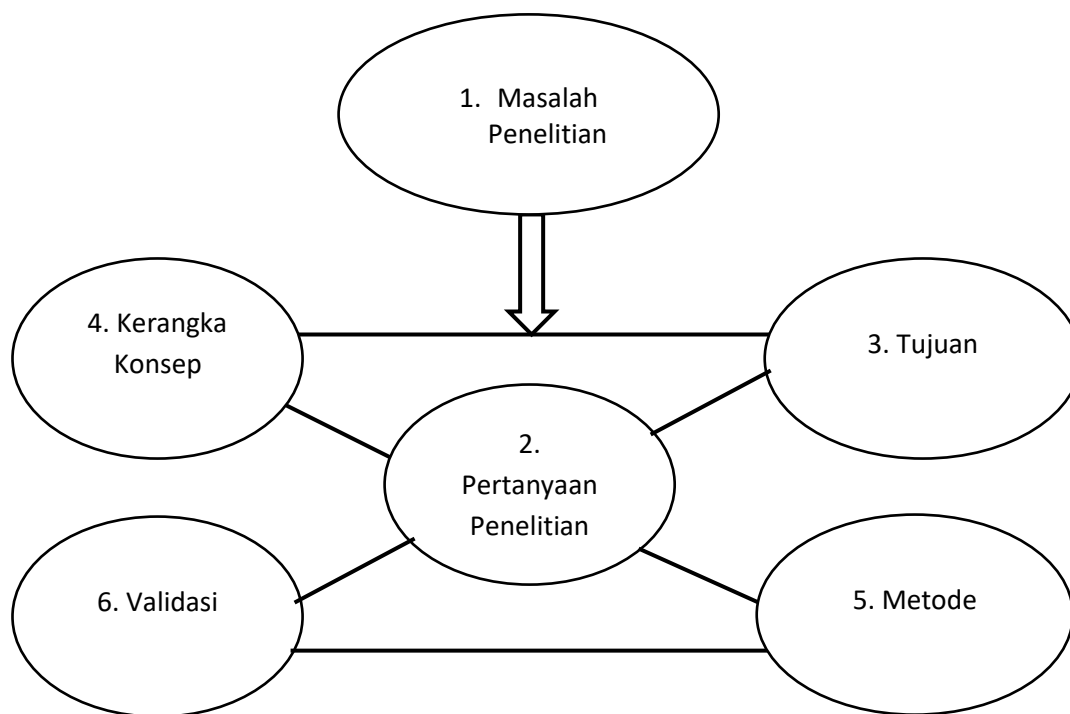 1. Masalah
Penelitian
4. Kerangka
Konsep
3. Tujuan
2.
Pertanyaan
Penelitian
6. Validasi
5. Metode